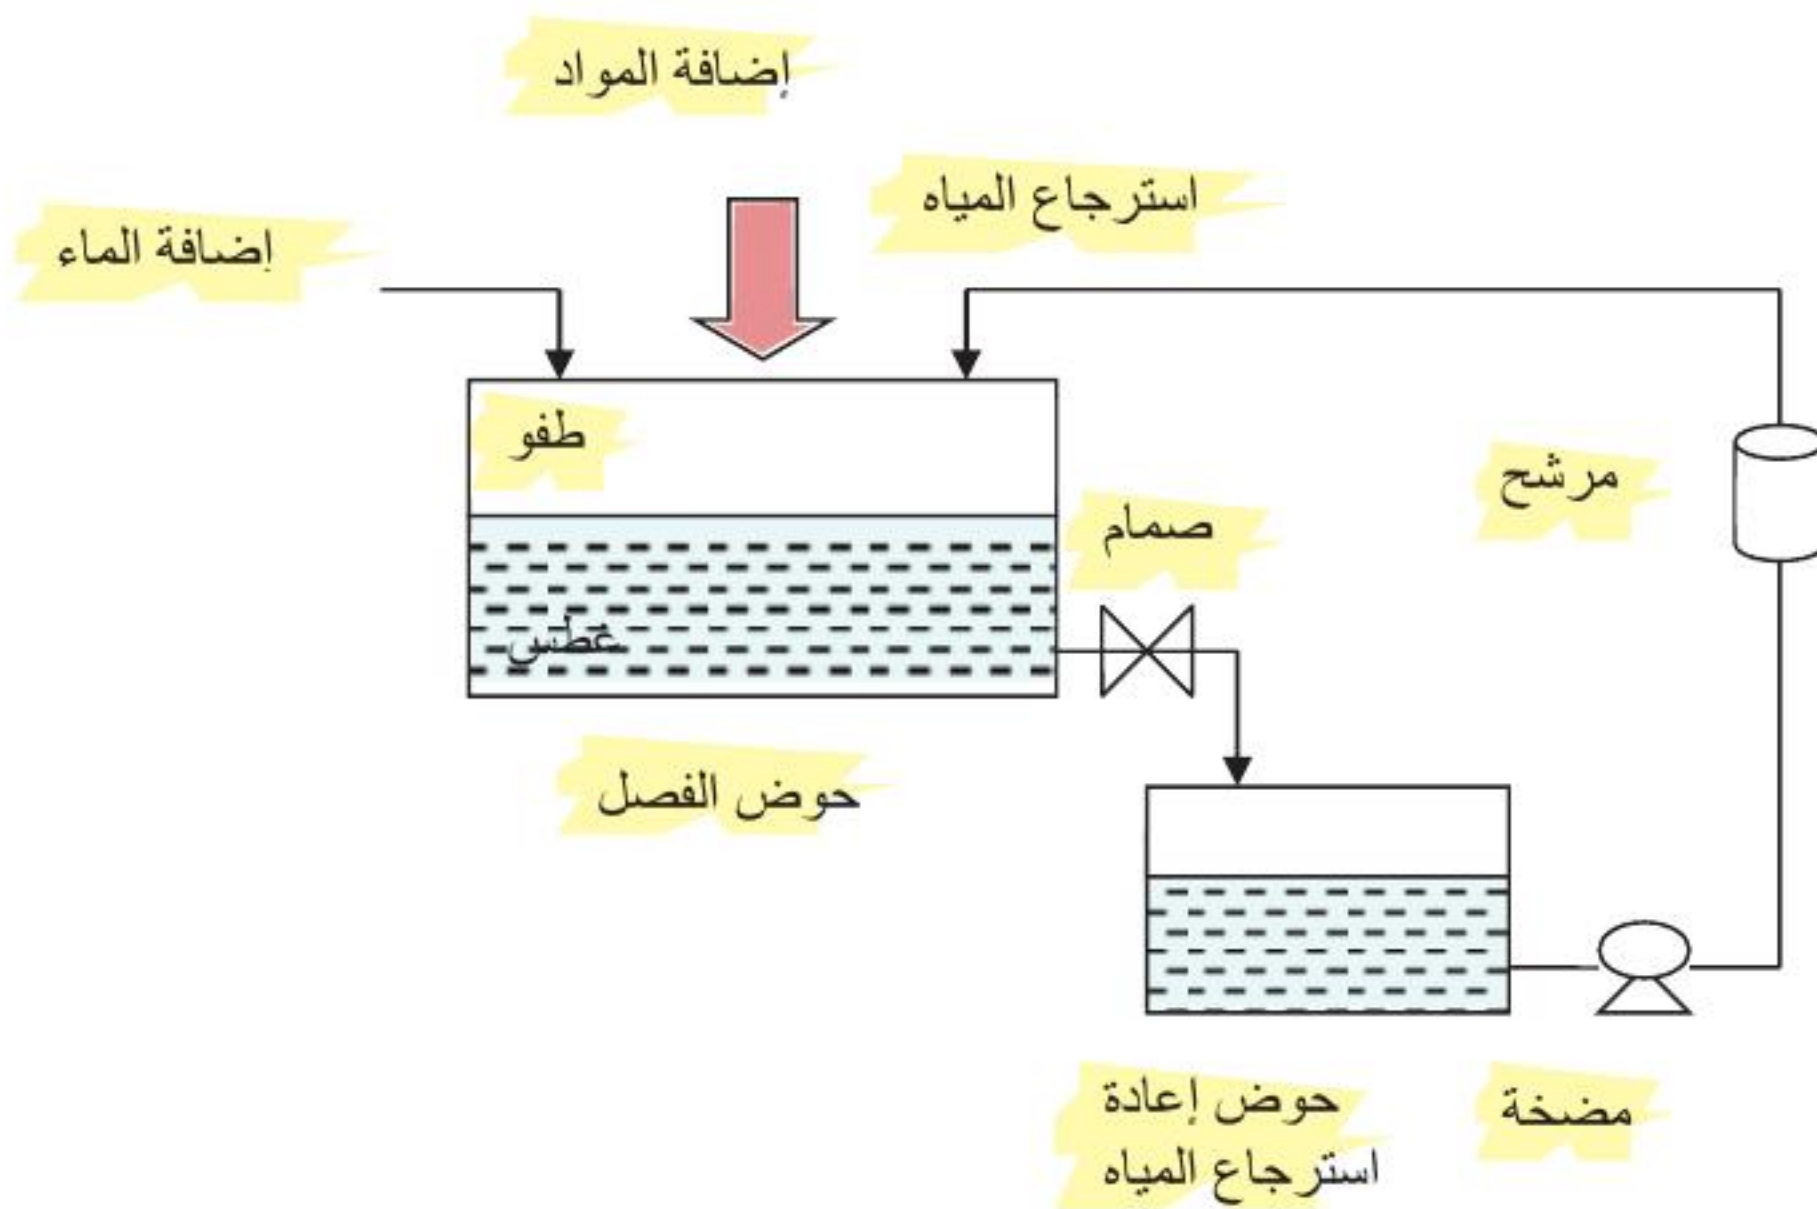 إضافة المواد
استرجاع المياه
إضافة الماء
طفو
مرشح
صمام
غطس
حوض الفصل
حوض إعادة
استرجاع المياه
مضخة